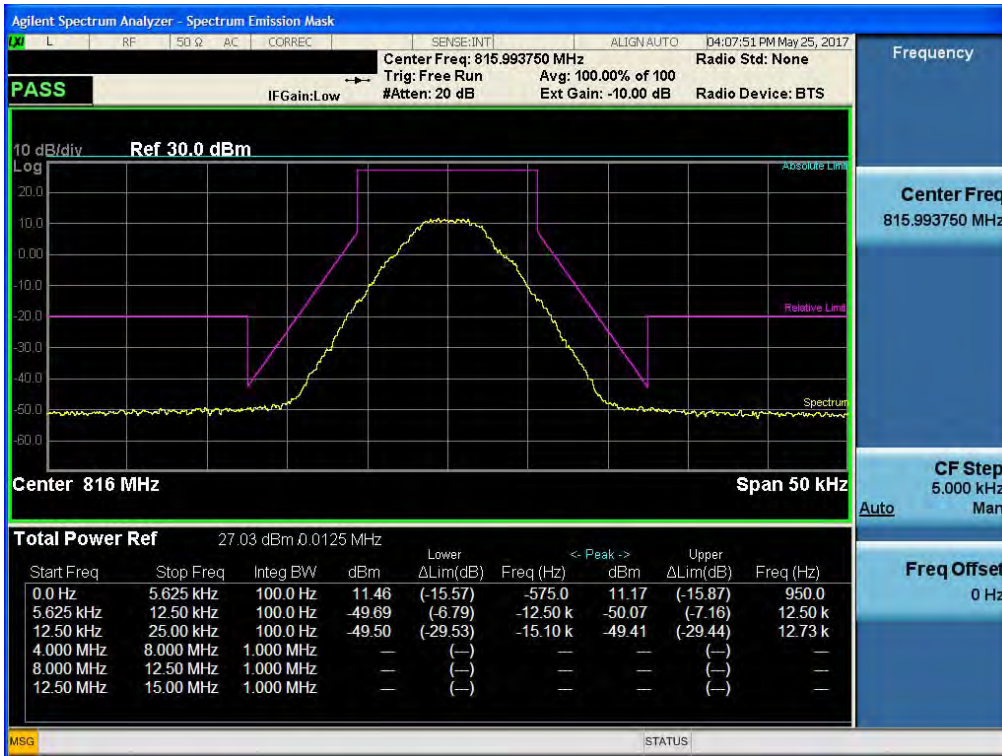 Agilent Spectrum Analyzer - Spectrum Emission Mask
LXI L RF 50 Ω AC CORREC SENSE:INT ALIGN AUTO 04:07:51 PM May 25, 2017
Center Freq: 815.993750 MHz Radio Std: None
Trig: Free Run Avg: 100.00% of 100
PASS IFGain:Low #Atten: 20 dB Ext Gain: -10.00 dB Radio Device: BTS
10 dB/div Ref 30.0 dBm
Log
Absolute Limit
20.0
10.0
0.00
-10.0
-20.0
Relative Limit
-30.0
-40.0
-50.0
Spectrum
-60.0
Center 816 MHz Span 50 kHz
Total Power Ref 27.03 dBm /0.0125 MHz
Lower <- Peak -> Upper
Start Freq Stop Freq Integ BW dBm ΔLim(dB) Freq (Hz) dBm ΔLim(dB) Freq (Hz)
0.0 Hz 5.625 kHz 100.0 Hz 11.46 (-15.57) -575.0 11.17 (-15.87) 950.0
5.625 kHz 12.50 kHz 100.0 Hz -49.69 (-6.79) -12.50 k -50.07 (-7.16) 12.50 k
12.50 kHz 25.00 kHz 100.0 Hz -49.50 (-29.53) -15.10 k -49.41 (-29.44) 12.73 k
4.000 MHz 8.000 MHz 1.000 MHz — (—) — — (—) —
8.000 MHz 12.50 MHz 1.000 MHz — (—) — — (—) —
12.50 MHz 15.00 MHz 1.000 MHz — (—) — — (—) —
MSG STATUS
Frequency
Center Freq
815.993750 MHz
CF Step
5.000 kHz
Auto Man
Freq Offset
0 Hz